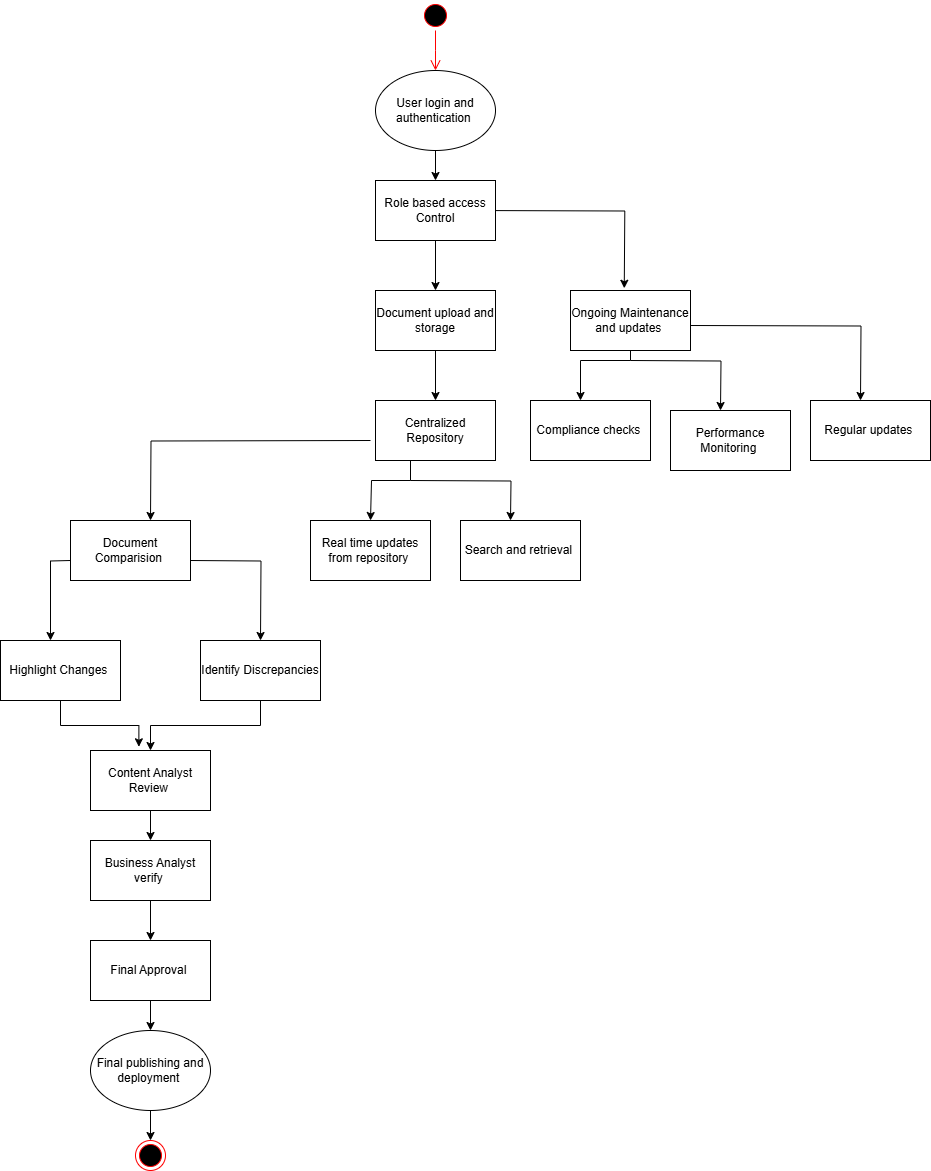 User login and
authentication
Role based access
Control
Document upload and
storage
Ongoing Maintenance
and updates
Centralized
Repository
Compliance checks
Performance
Monitoring
Regular updates
Document
Comparision
Real time updates
from repository
Search and retrieval
Highlight Changes
Identify Discrepancies
Content Analyst
Review
Business Analyst
verify
Final Approval
Final publishing and
deployment